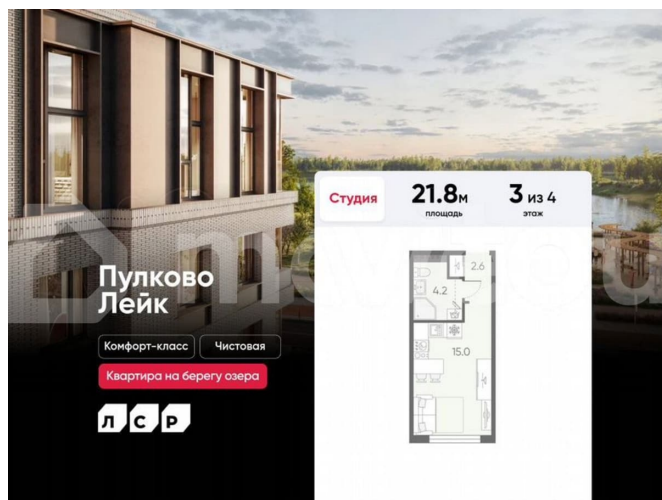 Студия
21.8м
площадь
3 из 4
этаж
Пулково
Лейк
Комфорт-класс
Чистовая
Квартира на берегу озера
ЛСР
2.6
4.2
15.0